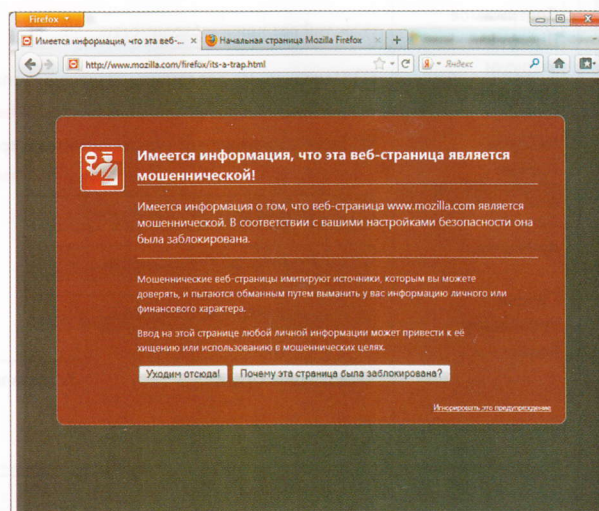 Firefox
Имеется информация, что эта веб-... × Начальная страница Mozilla Firefox × +
http://www.mozilla.com/firefox/its-a-trap.html Яндекс
Имеется информация, что эта веб-страница является
мошеннической!
Имеется информация о том, что веб-страница www.mozilla.com является
мошеннической. В соответствии с вашими настройками безопасности она
была заблокирована.
Мошеннические веб-страницы имитируют источники, которым вы можете
доверять, и пытаются обманным путем выманить у вас информацию личного или
финансового характера.
Ввод на этой странице любой личной информации может привести к её
хищению или использованию в мошеннических целях.
Уходим отсюда! Почему эта страница была заблокирована?
Игнорировать это предупреждение